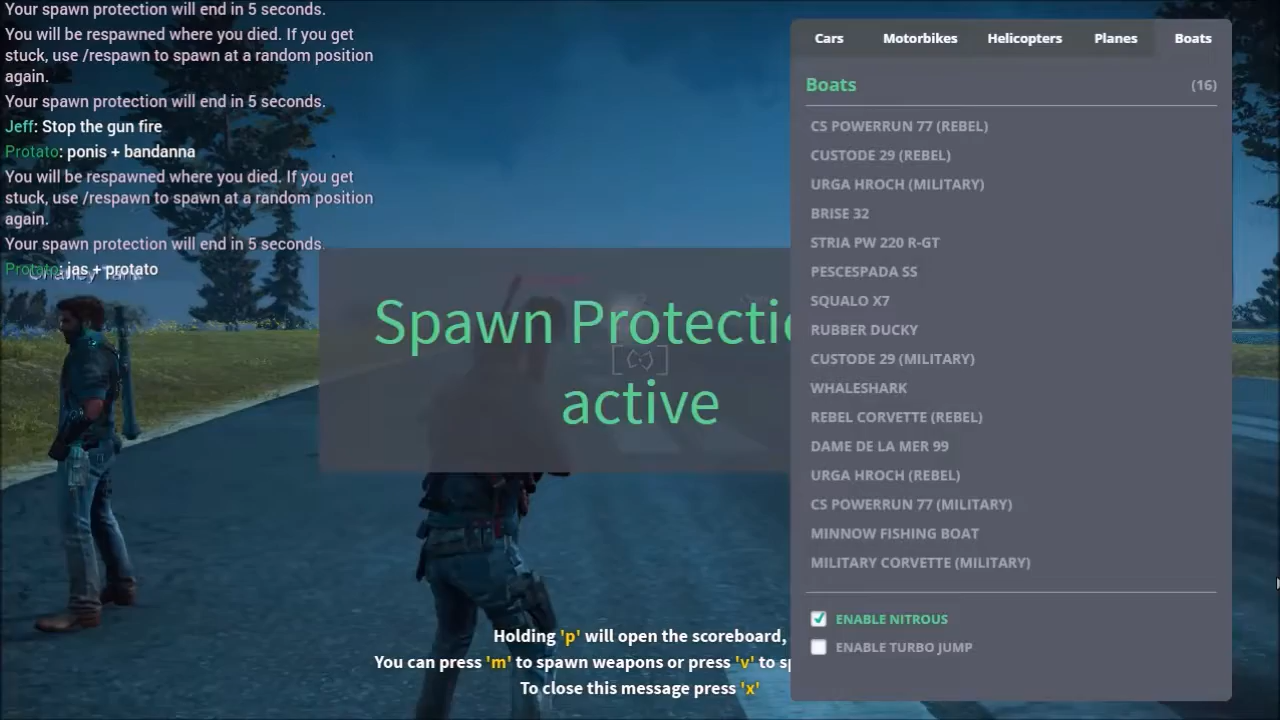 Your spawn protection will end in 5 seconds.
You will be respawned where you died. If you get
stuck, use /respawn to spawn at a random position
again.
Your spawn protection will end in 5 seconds.
Jeff: Stop the gun fire
Protato: ponis + bandanna
You will be respawned where you died. If you get
stuck, use /respawn to spawn at a random position
again.
Your spawn protection will end in 5 seconds.
Protato: jas + protato
Spawn Protectio
active
Holding 'p' will open the scoreboard,
You can press 'm' to spawn weapons or press 'v' to sp
To close this message press 'x'
Cars Motorbikes Helicopters Planes Boats
Boats (16)
CS POWERRUN 77 (REBEL)
CUSTODE 29 (REBEL)
URGA HROCH (MILITARY)
BRISE 32
STRIA PW 220 R-GT
PESCESPADA SS
SQUALO X7
RUBBER DUCKY
CUSTODE 29 (MILITARY)
WHALESHARK
REBEL CORVETTE (REBEL)
DAME DE LA MER 99
URGA HROCH (REBEL)
CS POWERRUN 77 (MILITARY)
MINNOW FISHING BOAT
MILITARY CORVETTE (MILITARY)
ENABLE NITROUS
ENABLE TURBO JUMP